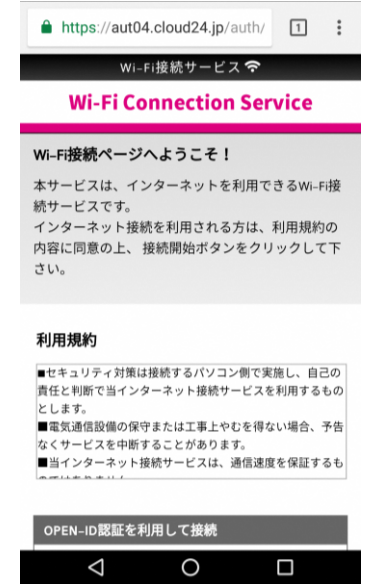 https://aut04.cloud24.jp/auth/
1
Wi-Fi接続サービス
Wi-Fi Connection Service
Wi-Fi接続ページへようこそ！
本サービスは、インターネットを利用できるWi-Fi接
続サービスです。
インターネット接続を利用される方は、利用規約の
内容に同意の上、 接続開始ボタンをクリックして下
さい。
利用規約
■セキュリティ対策は接続するパソコン側で実施し、自己の
責任と判断で当インターネット接続サービスを利用するもの
とします。
■電気通信設備の保守または工事上やむを得ない場合、予告
なくサービスを中断することがあります。
■当インターネット接続サービスは、通信速度を保証するも
OPEN-ID認証を利用して接続